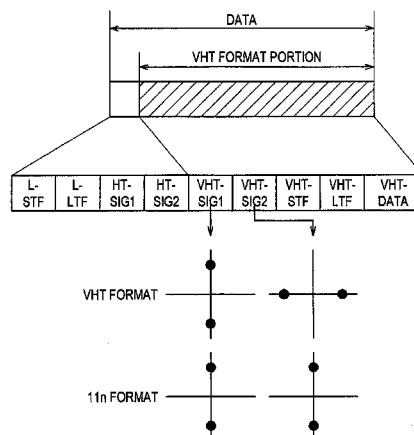 DATA
VHT FORMAT PORTION
L-
STF
L-
LTF
HT-
SIG1
HT-
SIG2
VHT-
SIG1
VHT-
SIG2
VHT-
STF
VHT-
LTF
VHT-
DATA
VHT FORMAT
11n FORMAT